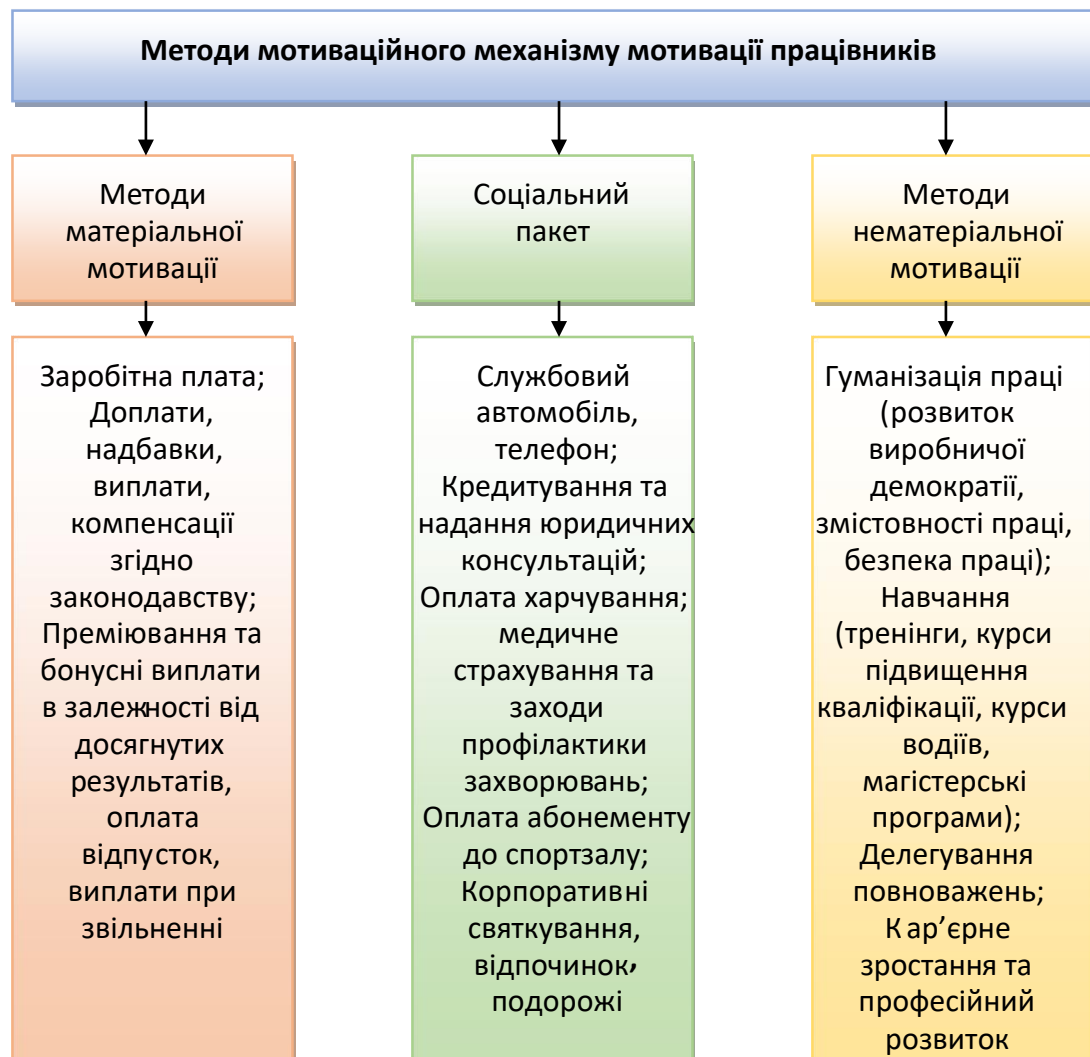 Методи мотиваційного механізму мотивації працівників
Методи
матеріальної
мотивації
Соціальний
пакет
Методи
нематеріальної
мотивації
Заробітна плата;
Доплати,
надбавки,
виплати,
компенсації
згідно
законодавству;
Преміювання та
бонусні виплати
в залежності від
досягнутих
результатів,
оплата
відпусток,
виплати при
звільненні
Службовий
автомобіль,
телефон;
Кредитування та
надання юридичних
консультацій;
Оплата харчування;
медичне
страхування та
заходи
профілактики
захворювань;
Оплата абонементу
до спортзалу;
Корпоративні
святкування,
відпочинок,
подорожі
Гуманізація праці
(розвиток
виробничої
демократії,
змістовності праці,
безпека праці);
Навчання
(тренінги, курси
підвищення
кваліфікації, курси
водіїв,
магістерські
програми);
Делегування
повноважень;
Кар’єрне
зростання та
професійний
розвиток